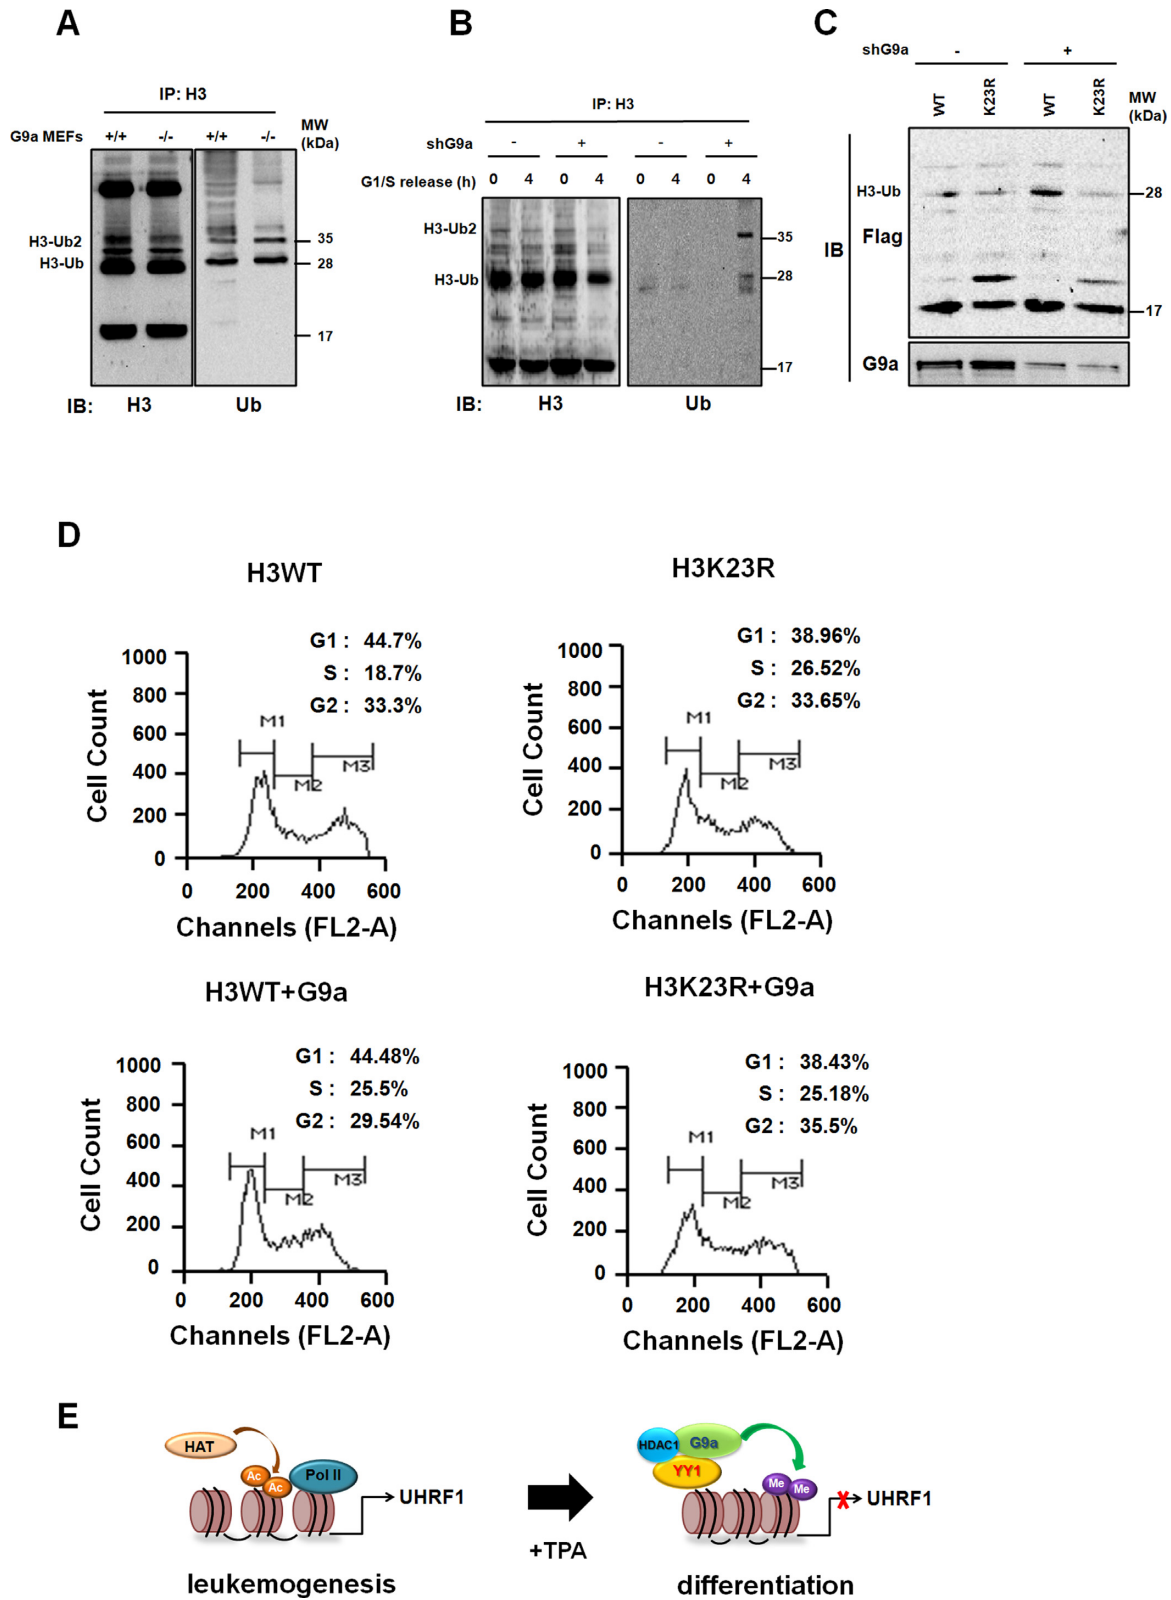 A
IP: H3
G9a MEFs +/+ -/- +/+ -/- MW (kDa)
H3-Ub2
H3-Ub
35
28
17
IB: H3 Ub
B
IP: H3
shG9a - + - +
G1/S release (h) 0 4 0 4 0 4 0 4
H3-Ub2
H3-Ub
35
28
17
IB: H3 Ub
C
shG9a - +
WT K23R WT K23R MW (kDa)
H3-Ub
28
IB
Flag
17
G9a
D
H3WT
G1 : 44.7%
S : 18.7%
G2 : 33.3%
M1
M2
M3
Cell Count
1000
800
600
400
200
0
0 200 400 600
Channels (FL2-A)
H3K23R
G1 : 38.96%
S : 26.52%
G2 : 33.65%
M1
M2
M3
Cell Count
1000
800
600
400
200
0
0 200 400 600
Channels (FL2-A)
H3WT+G9a
G1 : 44.48%
S : 25.5%
G2 : 29.54%
M1
M2
M3
Cell Count
1000
800
600
400
200
0
0 200 400 600
Channels (FL2-A)
H3K23R+G9a
G1 : 38.43%
S : 25.18%
G2 : 35.5%
M1
M2
M3
Cell Count
1000
800
600
400
200
0
0 200 400 600
Channels (FL2-A)
E
HAT
Ac
Ac
Pol II
UHRF1
leukemogenesis
+TPA
HDAC1
G9a
YY1
Me
Me
UHRF1
differentiation